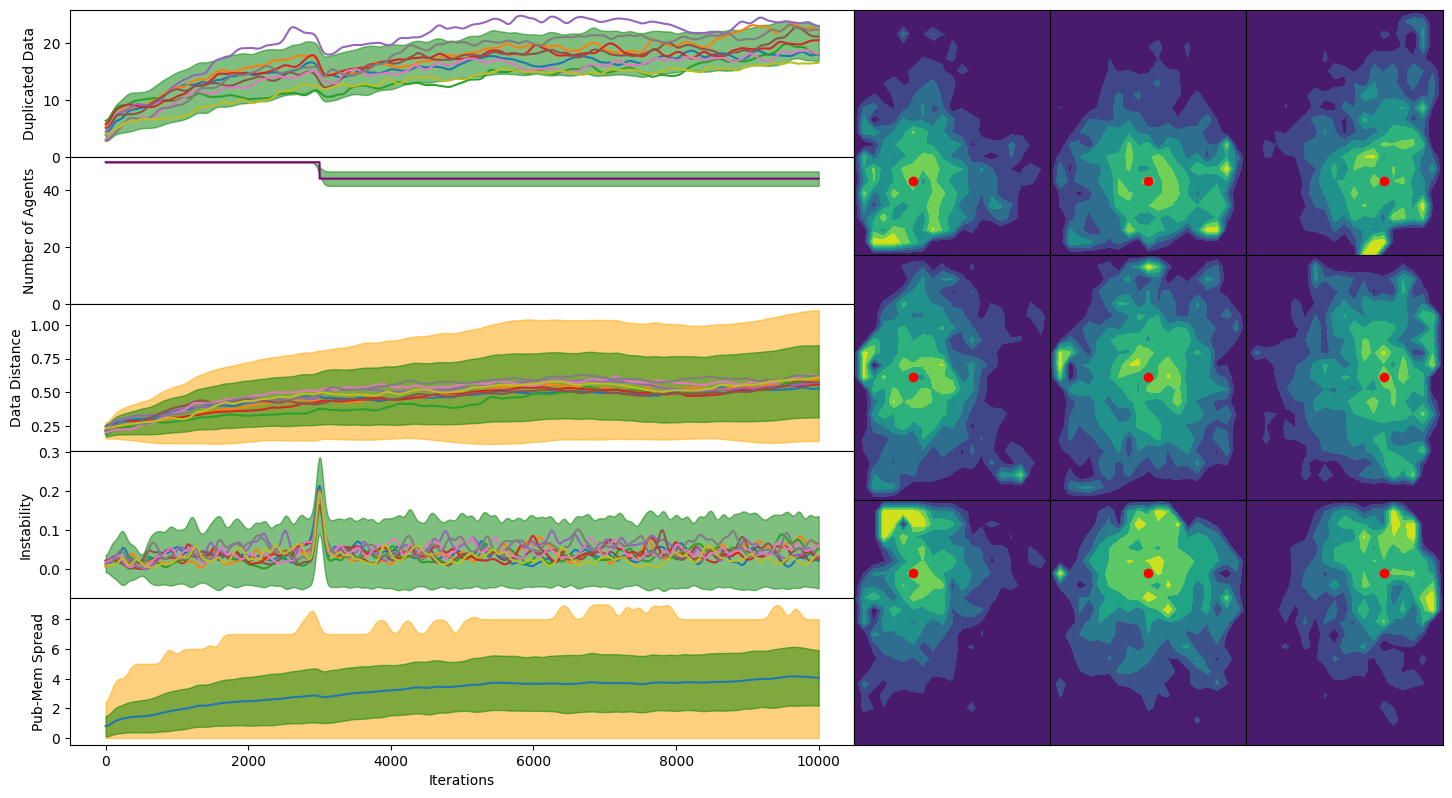 Duplicated Data
20
10
0
Number of Agents
40
20
0
Data Distance
1.00
0.75
0.50
0.25
Instability
0.3
0.2
0.1
0.0
Pub-Mem Spread
8
6
4
2
0
0 2000 4000 6000 8000 10000
Iterations